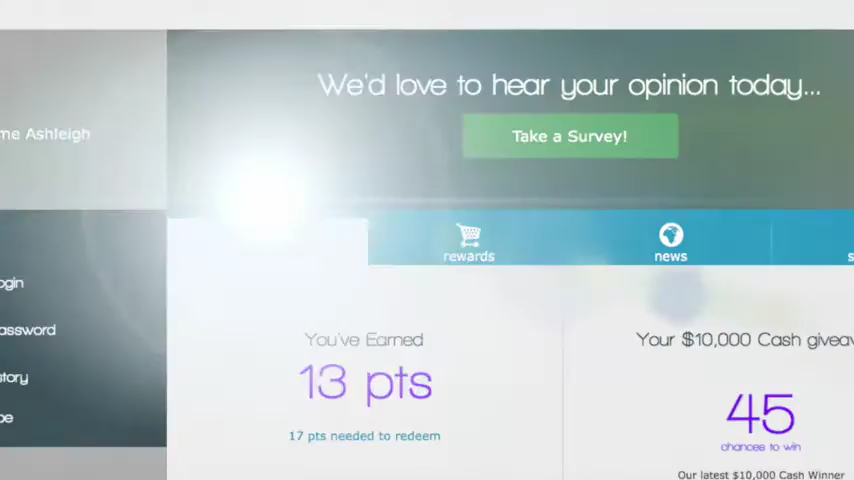 We'd love to hear your opinion today...
Take a Survey!
me Ashleigh
rewards
news
ogin
assword
story
pe
You've Earned
13 pts
17 pts needed to redeem
Your $10,000 Cash giveaw
45
chances to win
Our latest $10,000 Cash Winner